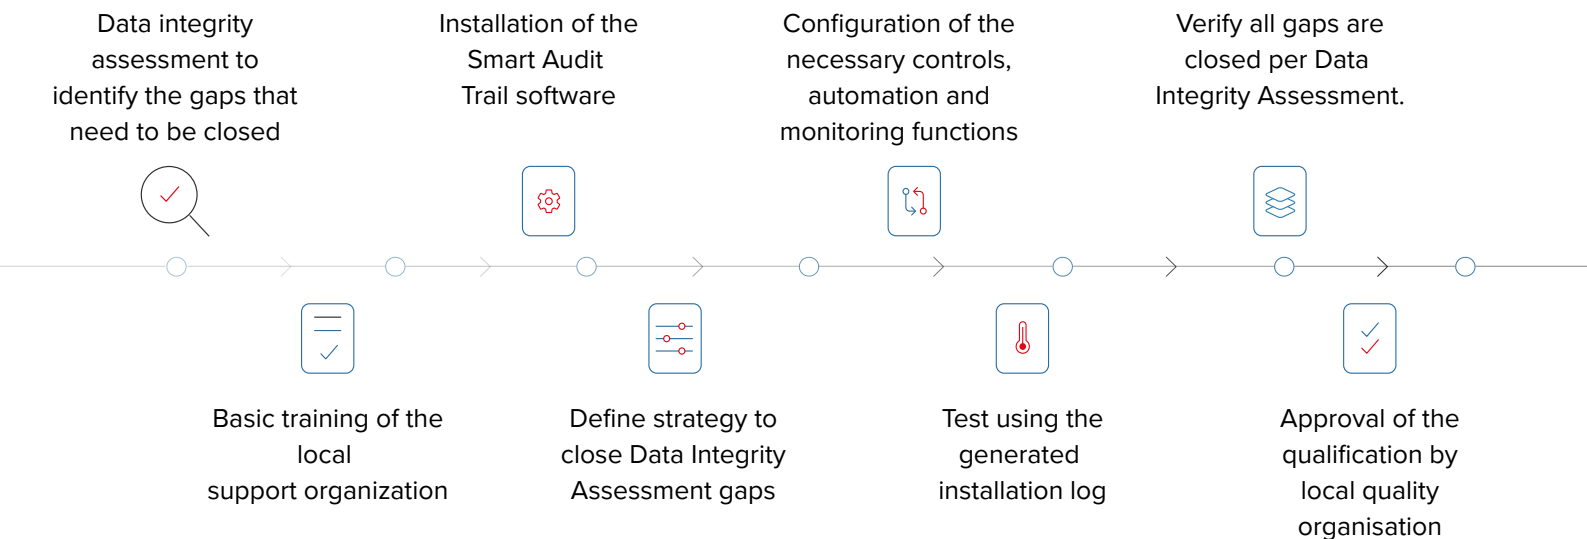 Data integrity
assessment to
identify the gaps that
need to be closed
Basic training of the
local
support organization
Installation of the
Smart Audit
Trail software
Define strategy to
close Data Integrity
Assessment gaps
Configuration of the
necessary controls,
automation and
monitoring functions
Test using the
generated
installation log
Verify all gaps are
closed per Data
Integrity Assessment.
Approval of the
qualification by
local quality
organisation